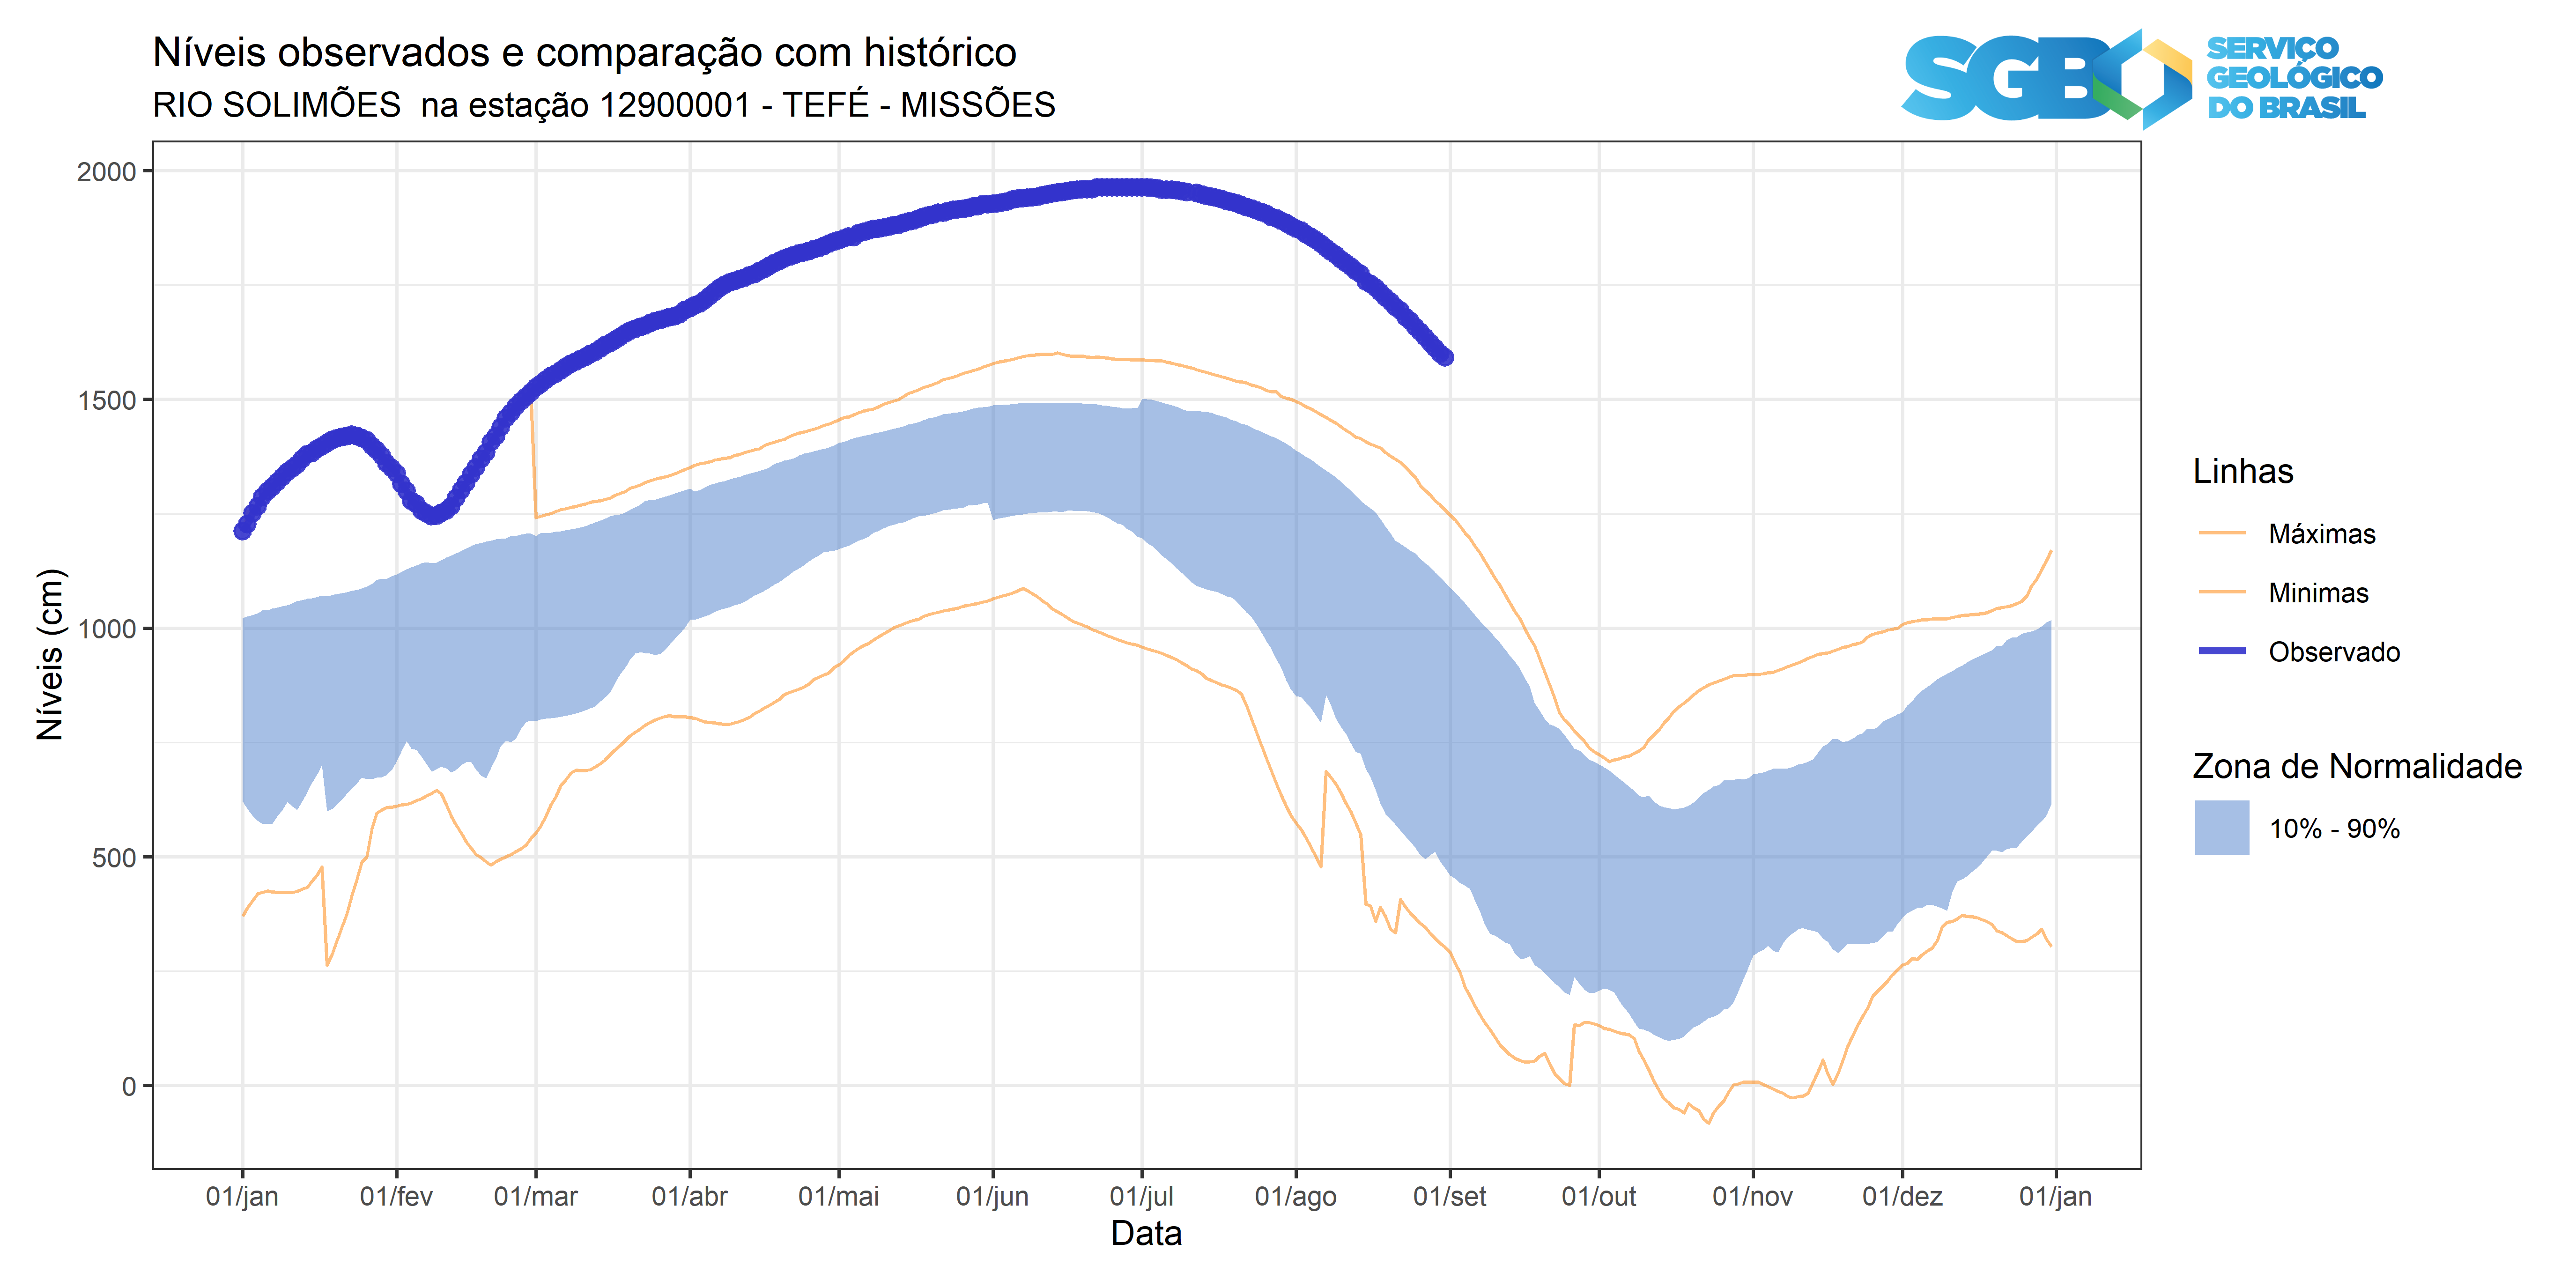 Níveis observados e comparação com histórico
RIO SOLIMÕES  na estação 12900001 - TEFÉ - MISSÕES
SGB
SERVIÇO
GEOLÓGICO
DO BRASIL
Níveis (cm)
2000
1500
1000
500
0
01/jan 01/fev 01/mar 01/abr 01/mai 01/jun 01/jul 01/ago 01/set 01/out 01/nov 01/dez 01/jan
Data
Linhas
Máximas
Minimas
Observado
Zona de Normalidade
10% - 90%